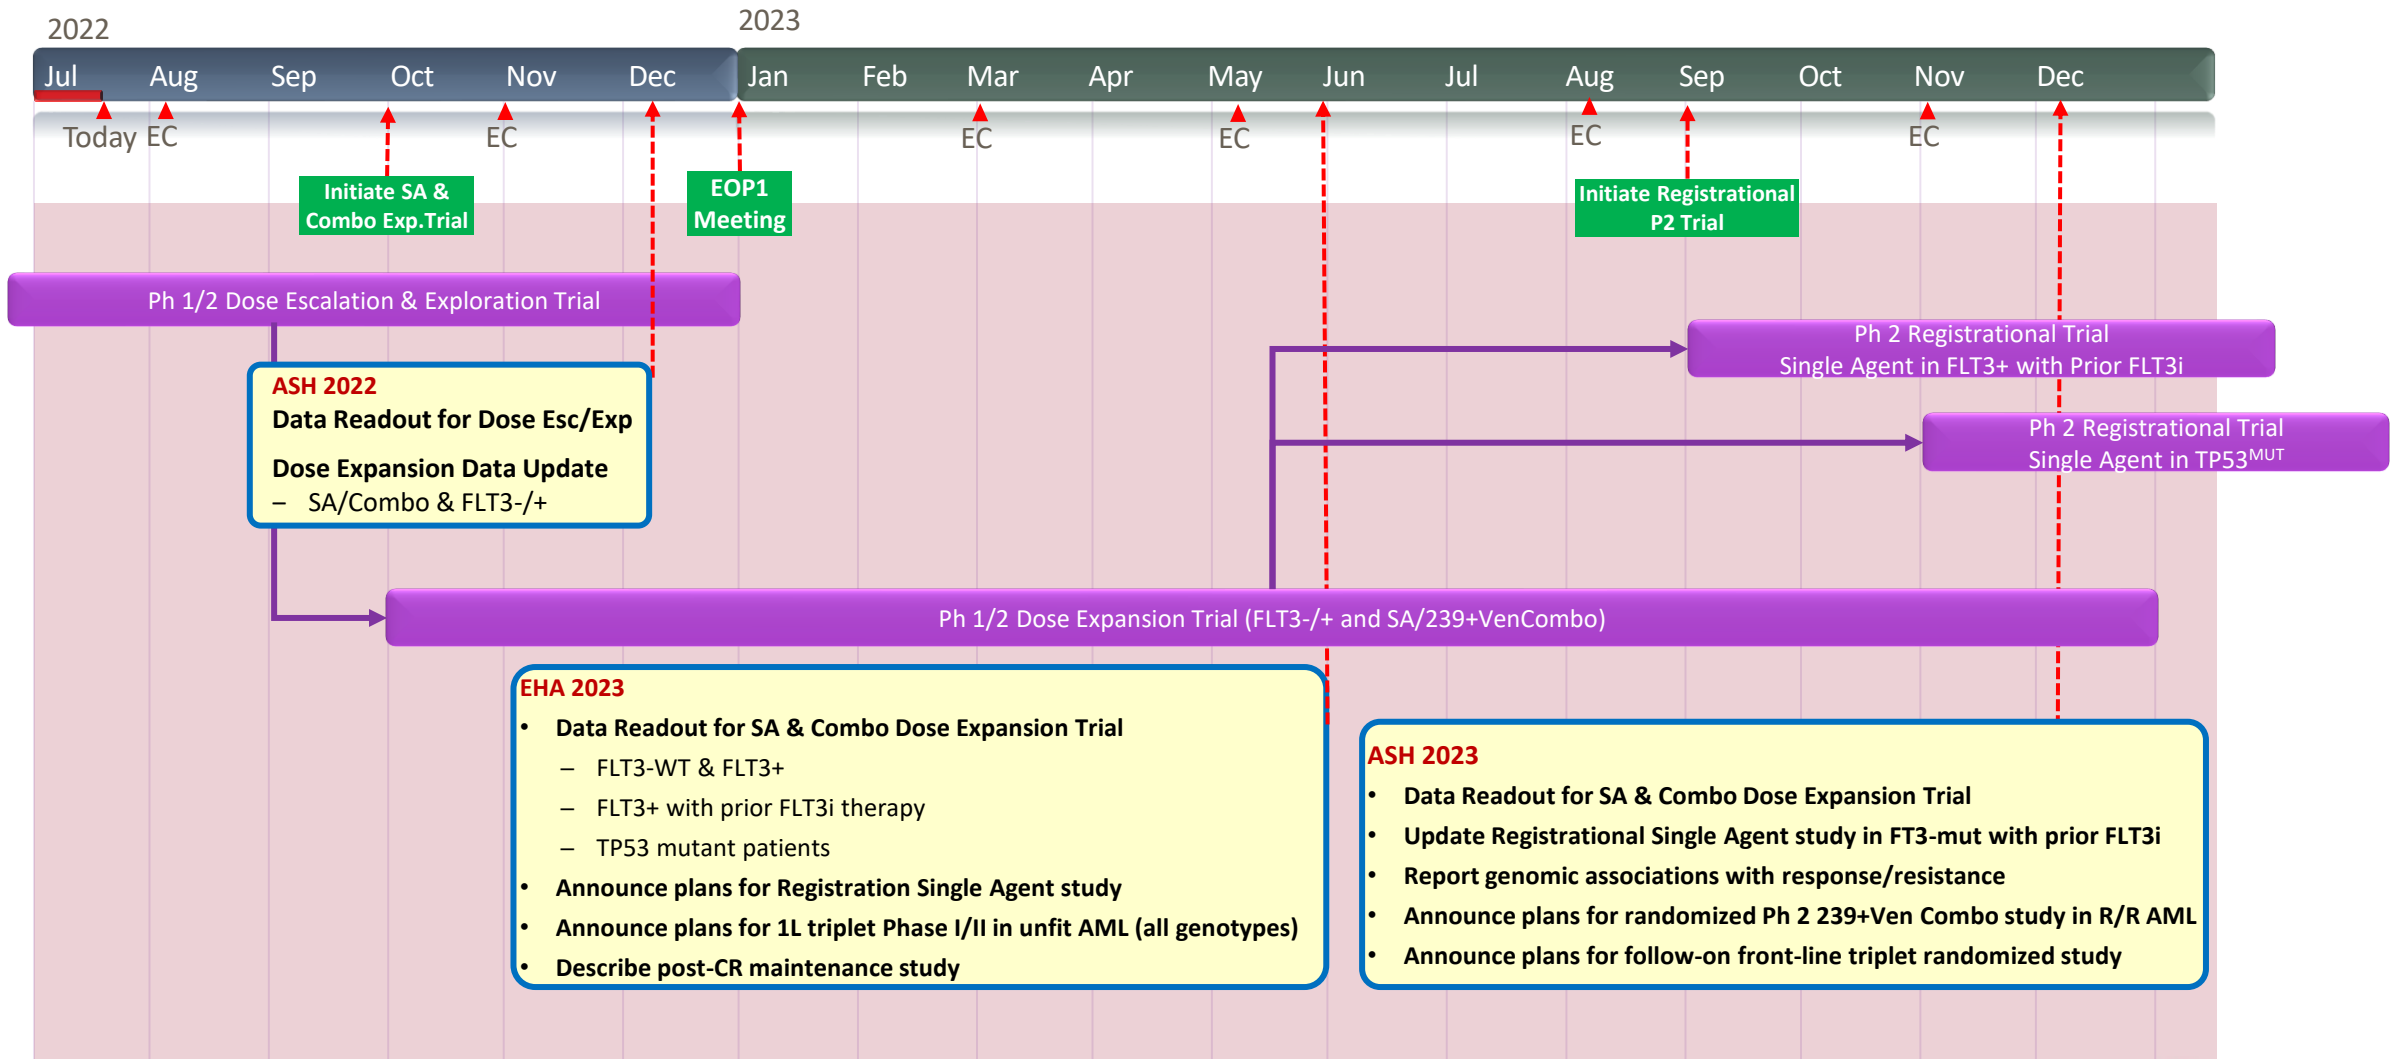 2022
2023
Jul Aug Sep Oct Nov Dec Jan Feb Mar Apr May Jun Jul Aug Sep Oct Nov Dec
Today EC EC EC EC EC EC
Initiate SA &
Combo Exp.Trial
EOP1
Meeting
Initiate Registrational
P2 Trial
Ph 1/2 Dose Escalation & Exploration Trial
Ph 2 Registrational Trial
Single Agent in FLT3+ with Prior FLT3i
ASH 2022
Data Readout for Dose Esc/Exp
Dose Expansion Data Update
– SA/Combo & FLT3-/+
Ph 2 Registrational Trial
Single Agent in TP53ᴹᵁᵀ
Ph 1/2 Dose Expansion Trial (FLT3-/+ and SA/239+VenCombo)
EHA 2023
• Data Readout for SA & Combo Dose Expansion Trial
– FLT3-WT & FLT3+
– FLT3+ with prior FLT3i therapy
– TP53 mutant patients
• Announce plans for Registration Single Agent study
• Announce plans for 1L triplet Phase I/II in unfit AML (all genotypes)
• Describe post-CR maintenance study
ASH 2023
• Data Readout for SA & Combo Dose Expansion Trial
• Update Registrational Single Agent study in FT3-mut with prior FLT3i
• Report genomic associations with response/resistance
• Announce plans for randomized Ph 2 239+Ven Combo study in R/R AML
• Announce plans for follow-on front-line triplet randomized study